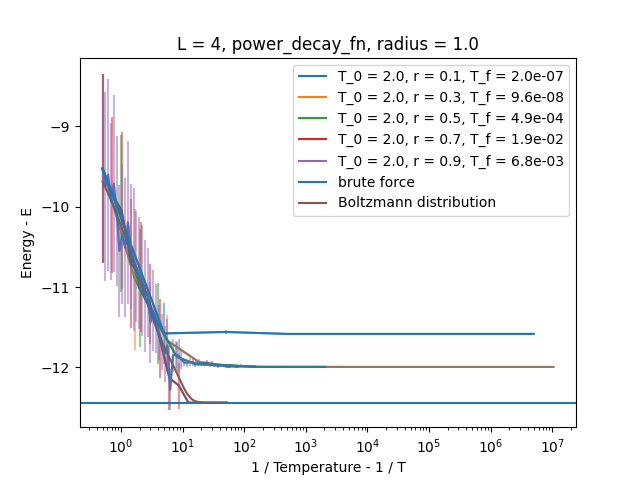 L = 4, power_decay_fn, radius = 1.0
T_0 = 2.0, r = 0.1, T_f = 2.0e-07
T_0 = 2.0, r = 0.3, T_f = 9.6e-08
T_0 = 2.0, r = 0.5, T_f = 4.9e-04
T_0 = 2.0, r = 0.7, T_f = 1.9e-02
T_0 = 2.0, r = 0.9, T_f = 6.8e-03
brute force
Boltzmann distribution
Energy - E
−9
−10
−11
−12
10^0 10^1 10^2 10^3 10^4 10^5 10^6 10^7
1 / Temperature - 1 / T